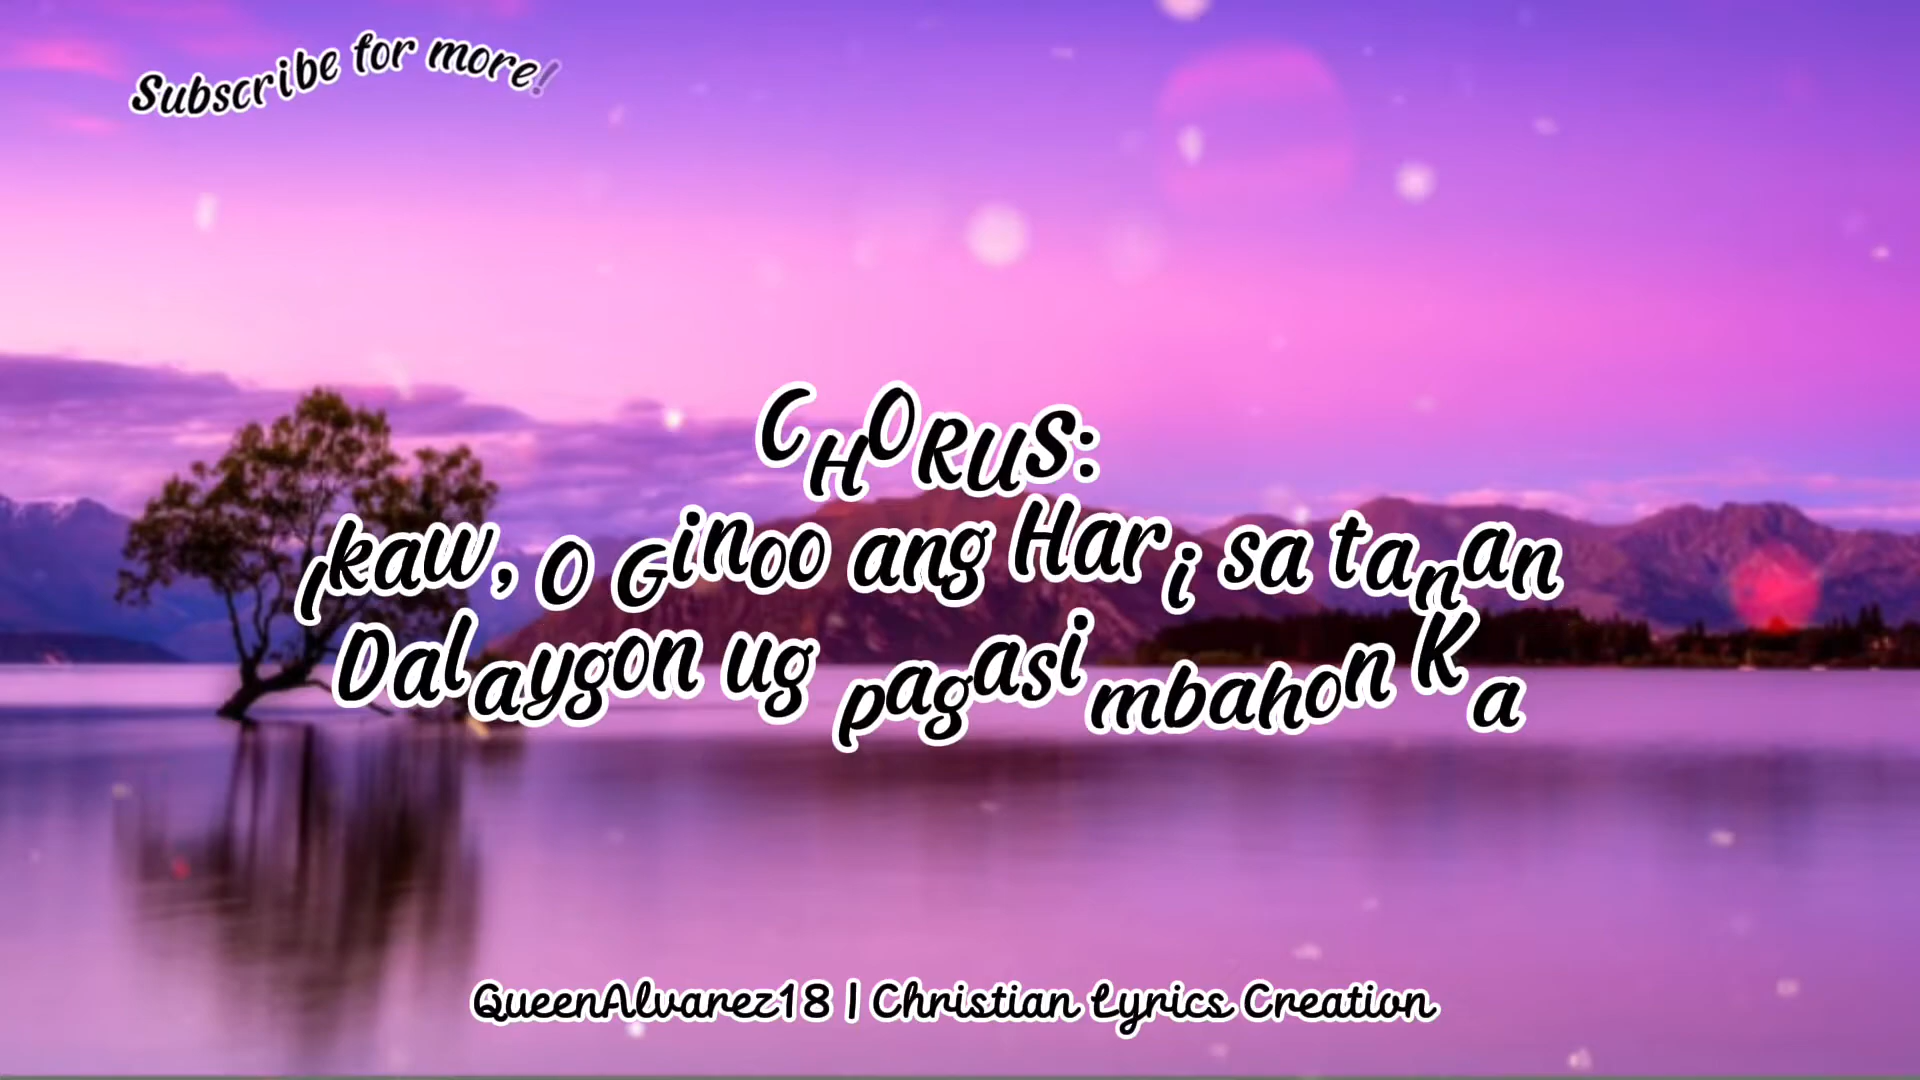 Subscribe for more!
CHORUS:
Ikaw, O Ginoo ang Hari sa tanan
Dalaygon ug pagasimbahon Ka
QueenAlvarez18 | Christian Lyrics Creation